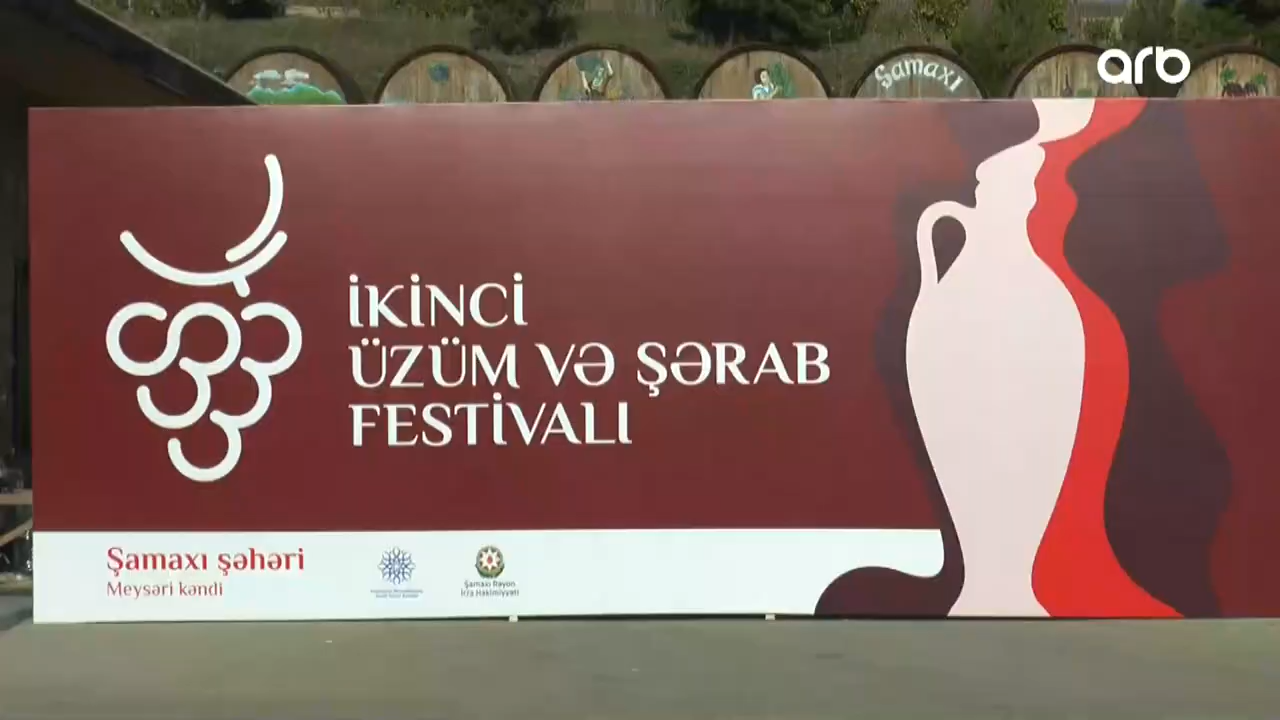 Şamaxı
arb
İKİNCİ
ÜZÜM VƏ ŞƏRAB
FESTİVALI
Şamaxı şəhəri
Meysəri kəndi
Şamaxı Rayon
İcra Hakimiyyəti